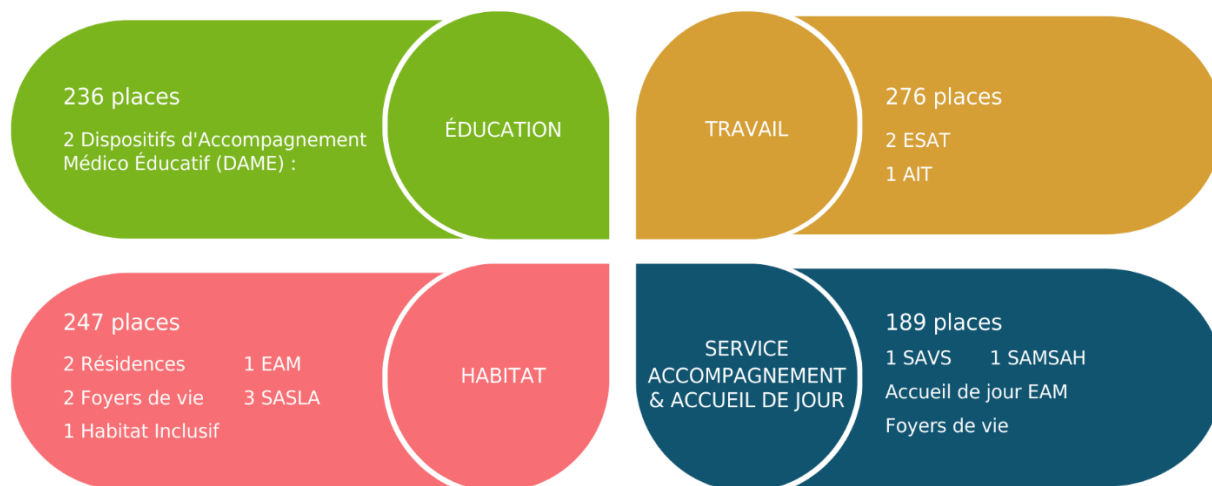 236 places
2 Dispositifs d'Accompagnement
Médico Éducatif (DAME) :
ÉDUCATION
TRAVAIL
276 places
2 ESAT
1 AIT
247 places
2 Résidences 1 EAM
2 Foyers de vie 3 SASLA
1 Habitat Inclusif
HABITAT
SERVICE
ACCOMPAGNEMENT
& ACCUEIL DE JOUR
189 places
1 SAVS 1 SAMSAH
Accueil de jour EAM
Foyers de vie